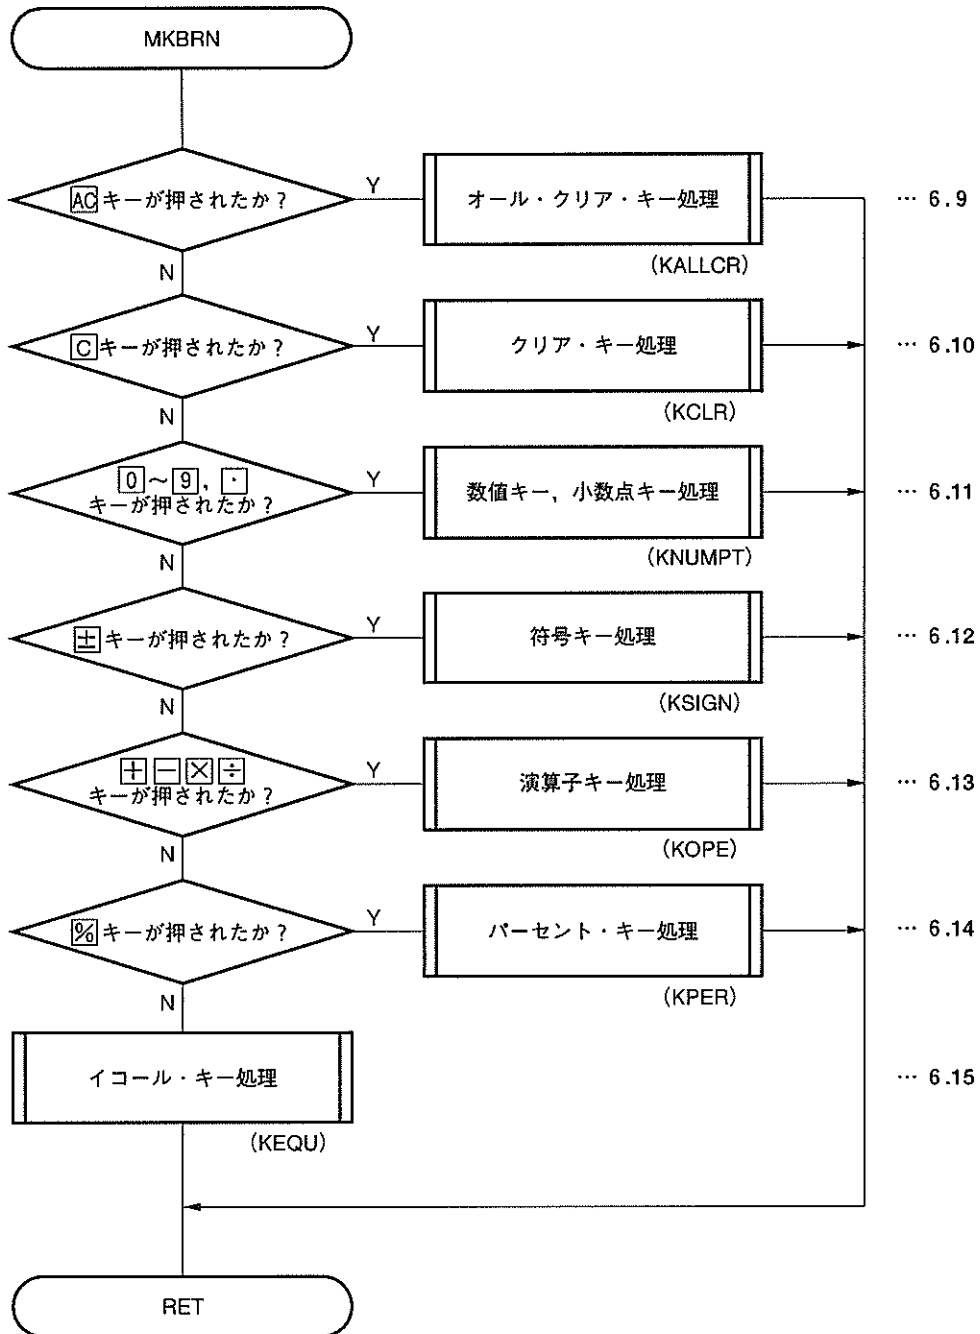 MKBRN
ACキーが押されたか？
Y
オール・クリア・キー処理
… 6.9
(KALLCR)
N
Cキーが押されたか？
Y
クリア・キー処理
… 6.10
(KCLR)
N
0～9，・
キーが押されたか？
Y
数値キー，小数点キー処理
… 6.11
(KNUMPT)
N
±キーが押されたか？
Y
符号キー処理
… 6.12
(KSIGN)
N
＋－×÷
キーが押されたか？
Y
演算子キー処理
… 6.13
(KOPE)
N
%キーが押されたか？
Y
パーセント・キー処理
… 6.14
(KPER)
N
イコール・キー処理
… 6.15
(KEQU)
RET